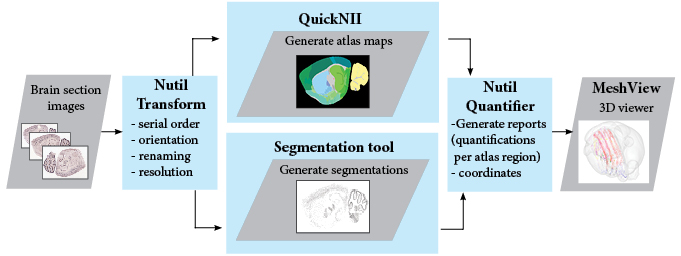 Brain section
images
Nutil
Transform
- serial order
- orientation
- renaming
- resolution
QuickNII
Generate atlas maps
Segmentation tool
Generate segmentations
Nutil
Quantifier
-Generate reports
(quantifications
per atlas region)
- coordinates
MeshView
3D viewer